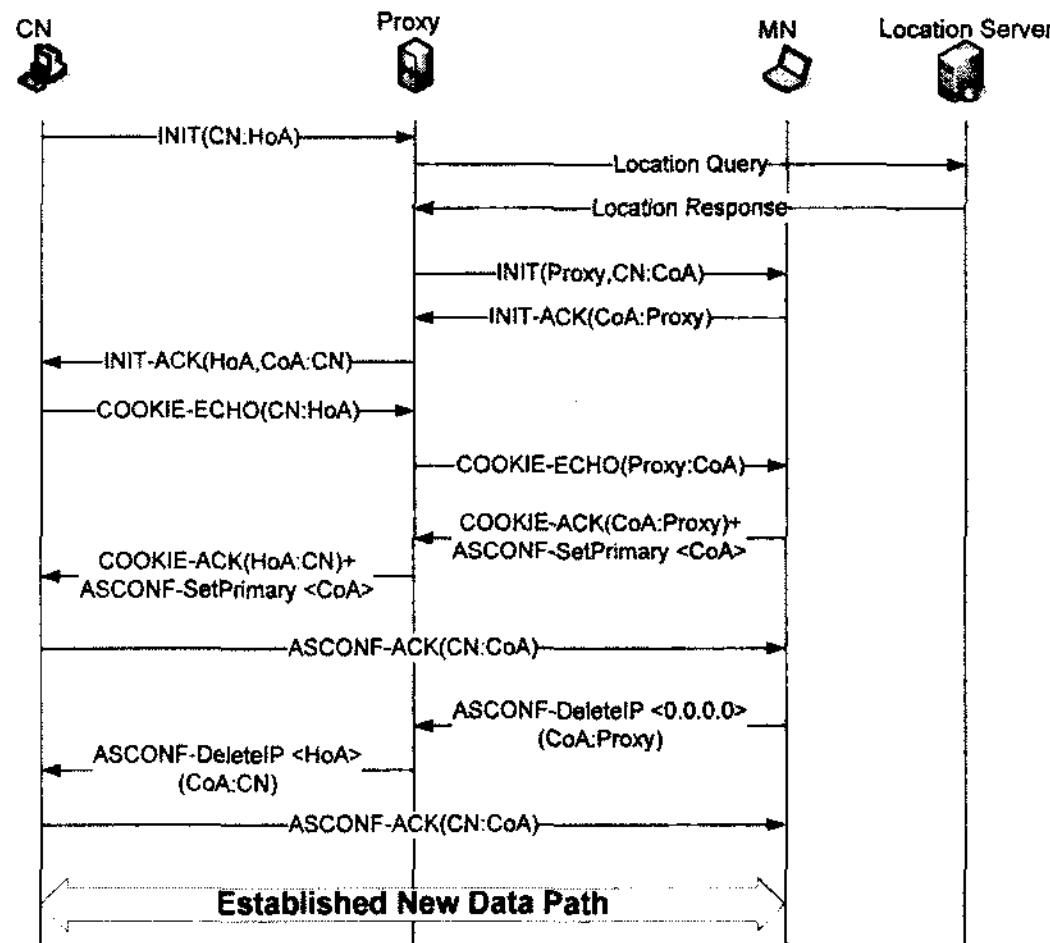 CN
Proxy
MN
Location Server
INIT(CN:HoA)
Location Query
Location Response
INIT(Proxy,CN:CoA)
INIT-ACK(CoA:Proxy)
INIT-ACK(HoA,CoA:CN)
COOKIE-ECHO(CN:HoA)
COOKIE-ECHO(Proxy:CoA)
COOKIE-ACK(CoA:Proxy)+
ASCONF-SetPrimary <CoA>
COOKIE-ACK(HoA:CN)+
ASCONF-SetPrimary <CoA>
ASCONF-ACK(CN:CoA)
ASCONF-DeleteIP <0.0.0.0>
(CoA:Proxy)
ASCONF-DeleteIP <HoA>
(CoA:CN)
ASCONF-ACK(CN:CoA)
Established New Data Path